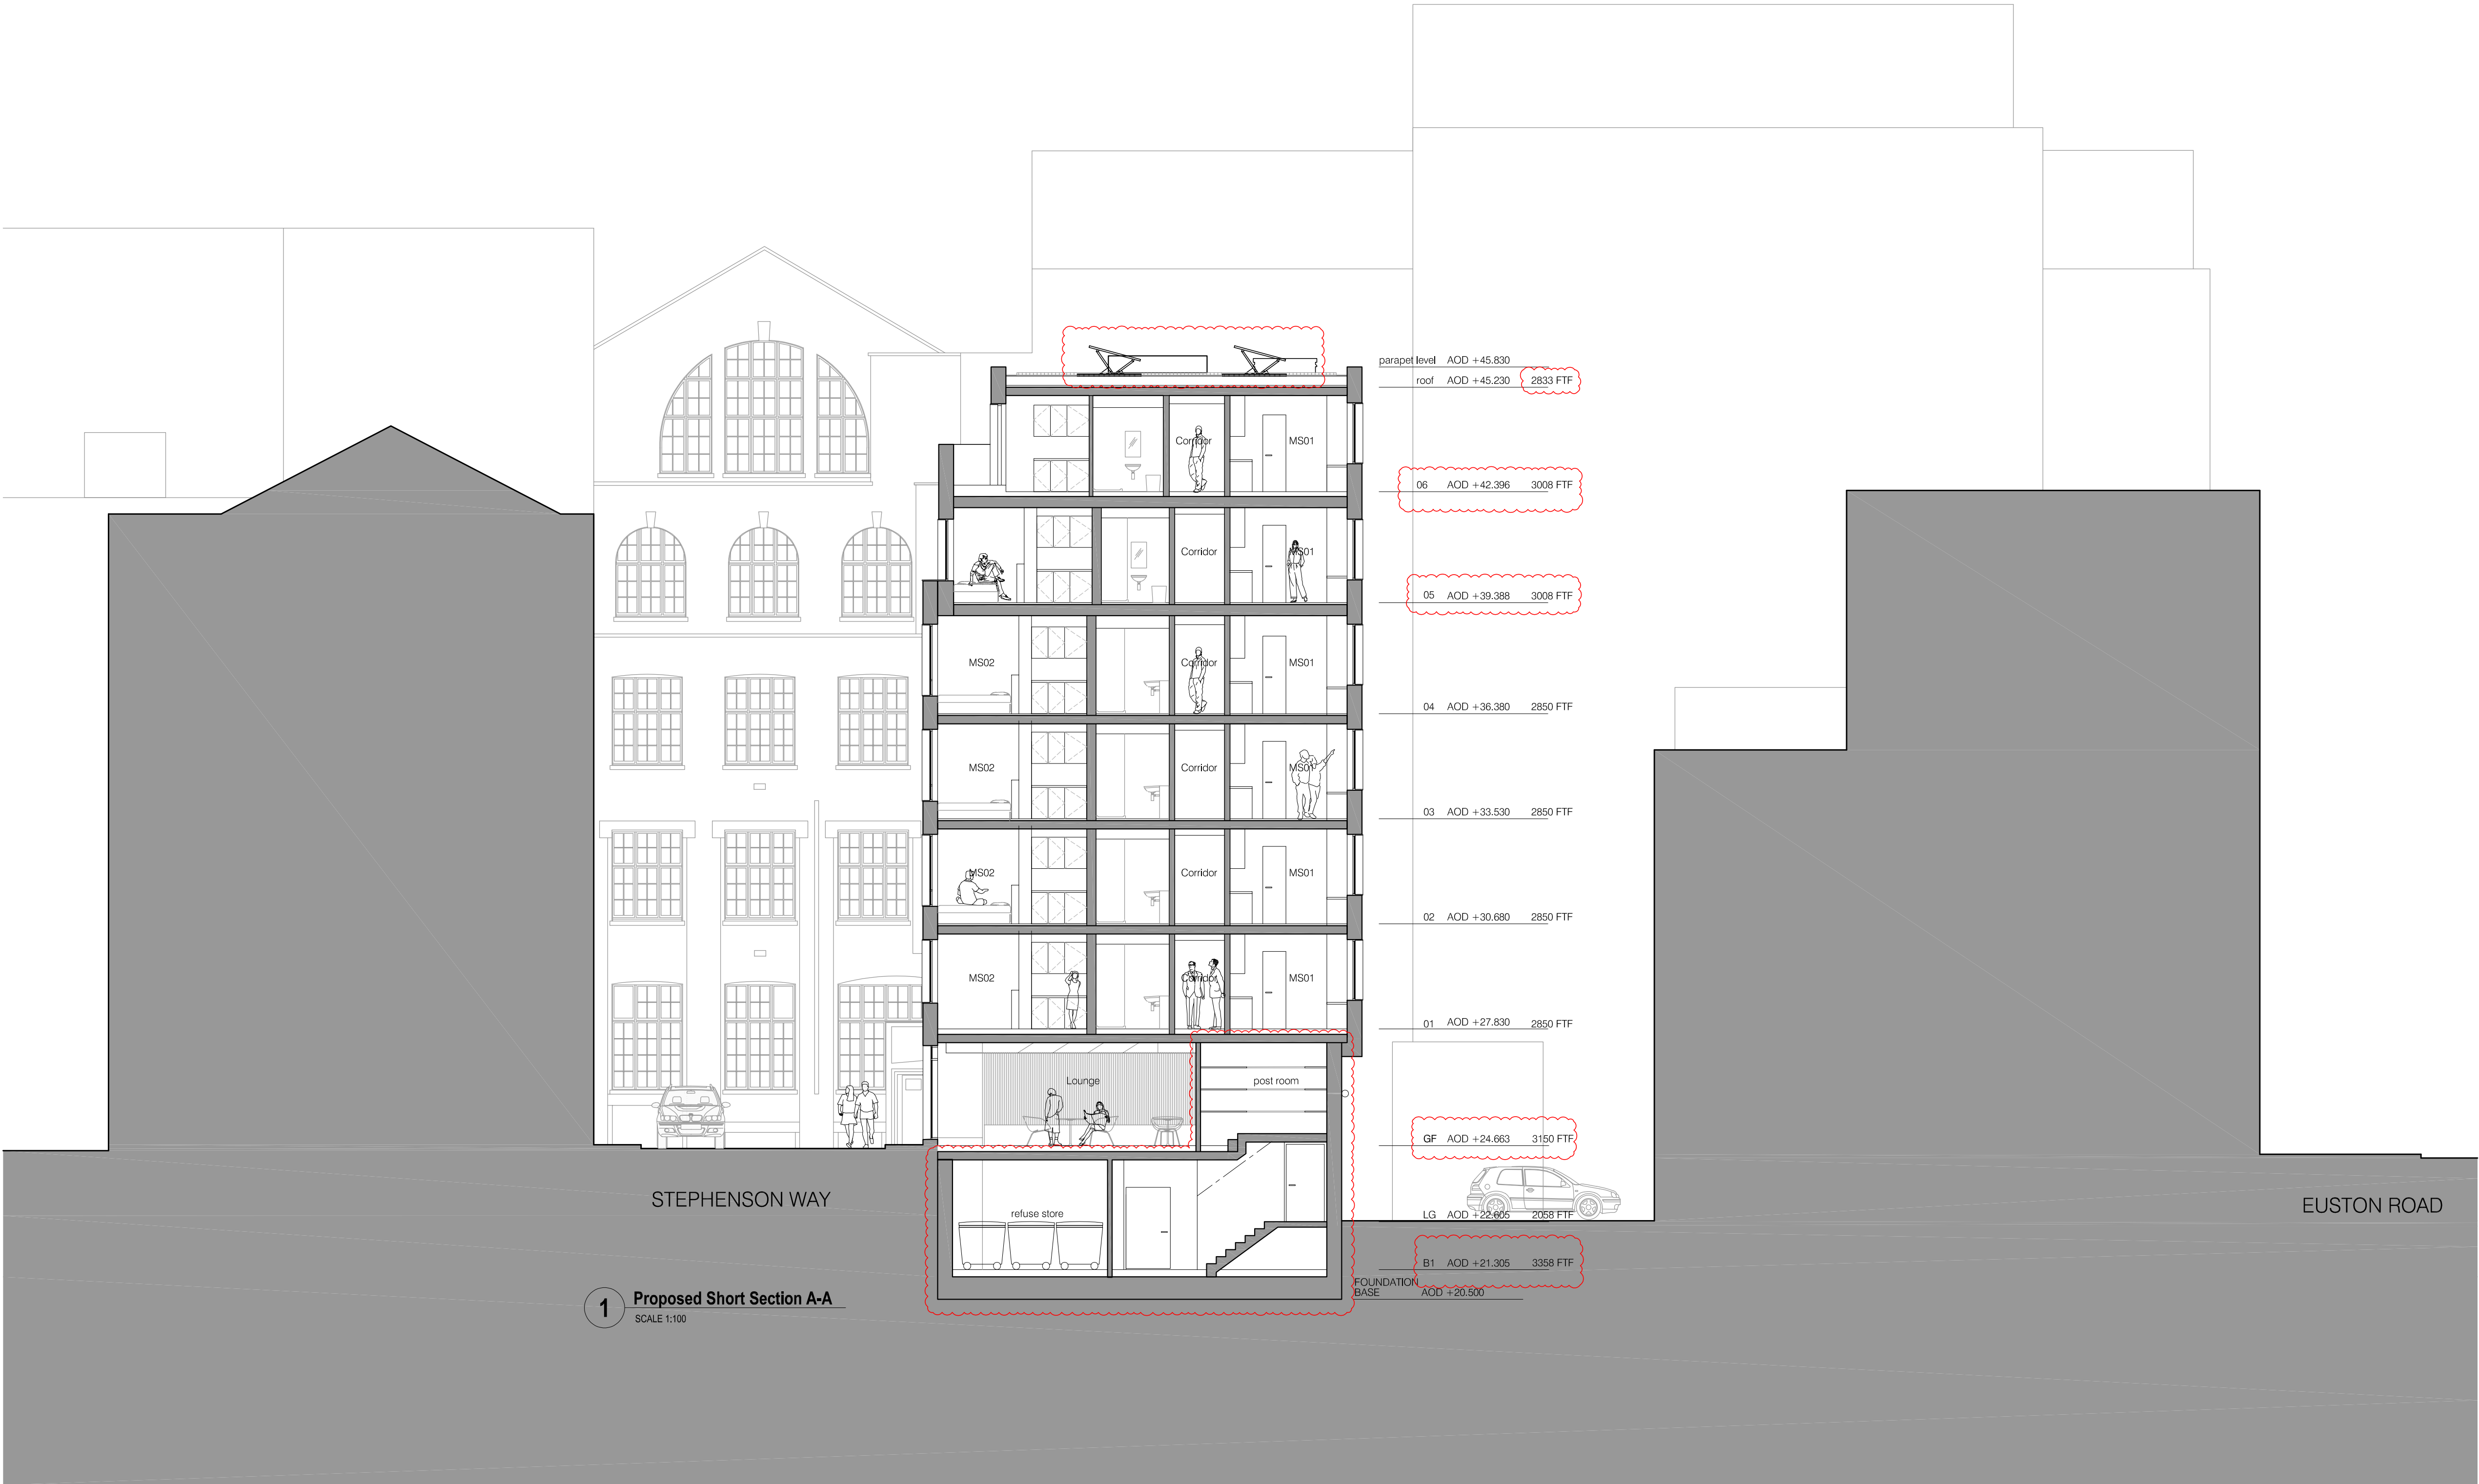 parapet level AOD +45.830
roof AOD +45.230 2833 FTF
Corridor MS01
06 AOD +42.396 3008 FTF
Corridor MS01
05 AOD +39.388 3008 FTF
MS02 Corridor MS01
04 AOD +36.380 2850 FTF
MS02 Corridor MS01
03 AOD +33.530 2850 FTF
MS02 Corridor MS01
02 AOD +30.680 2850 FTF
MS02 Corridor MS01
01 AOD +27.830 2850 FTF
Lounge post room
GF AOD +24.663 3150 FTF
STEPHENSON WAY
EUSTON ROAD
refuse store
LG AOD +22.605 2058 FTF
B1 AOD +21.305 3358 FTF
FOUNDATION
BASE AOD +20.500
1 Proposed Short Section A-A
SCALE 1:100